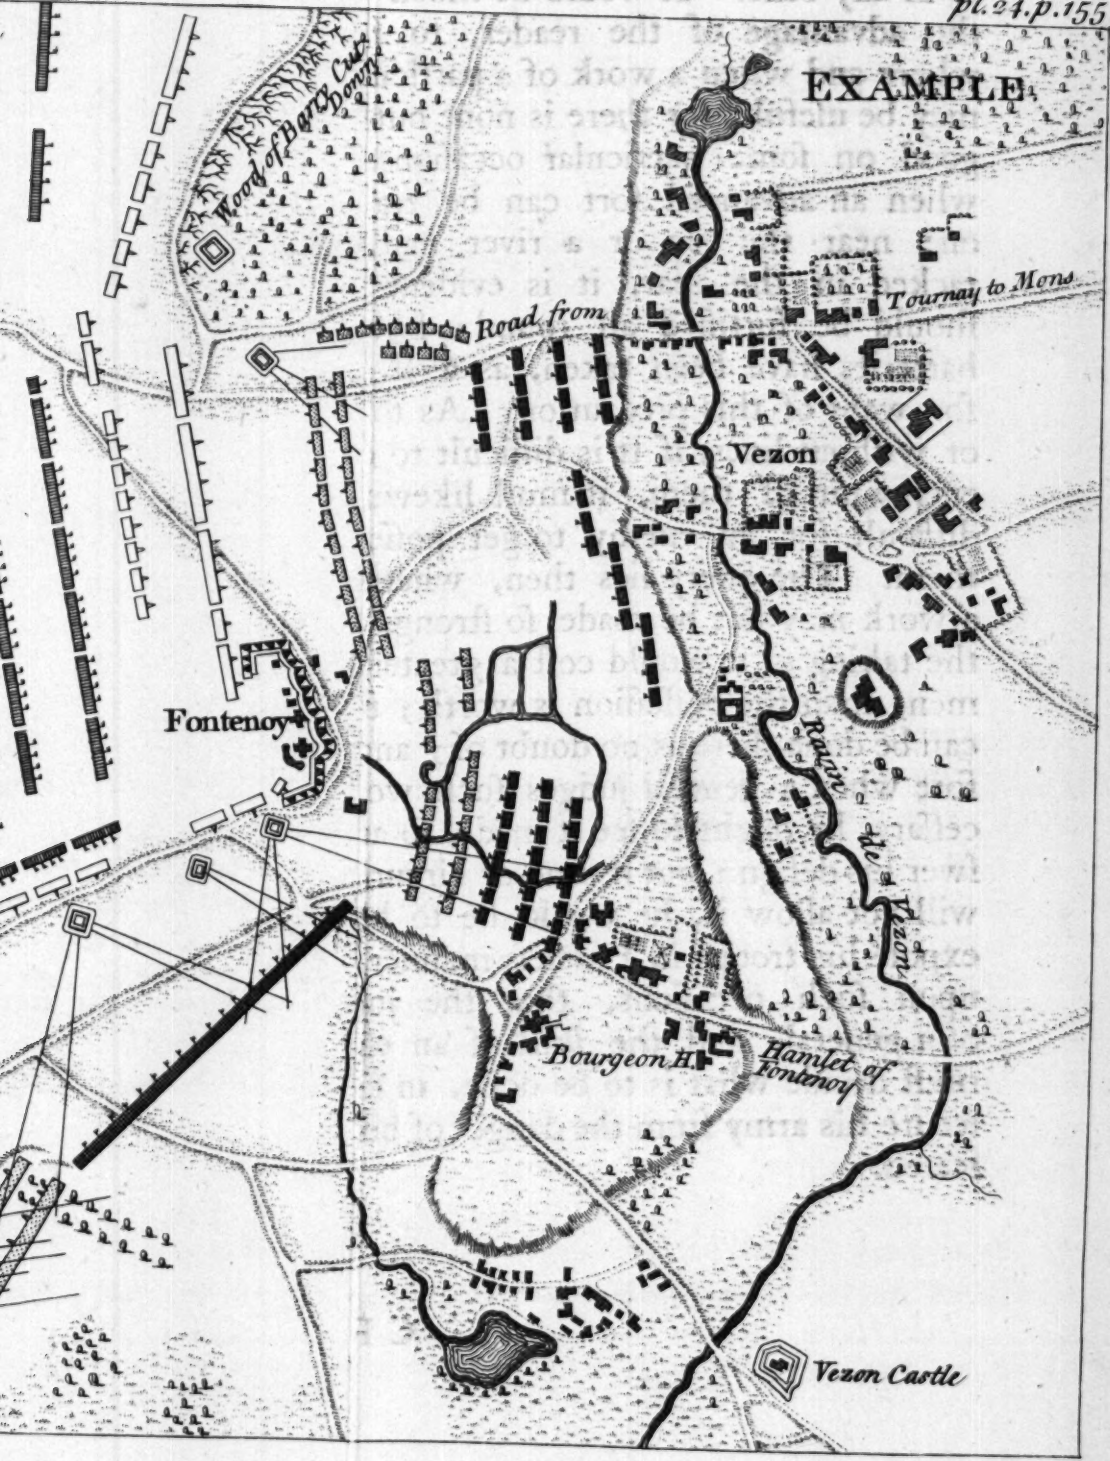 pl. 24. p. 155
EXAMPLE
Wood of Barry Cut
Down
Road from
Tournay to Mons
Vezon
Fontenoy
Ravin de Vezon
Bourgeon H.
Hamlet of
Fontenoy
Vezon Castle